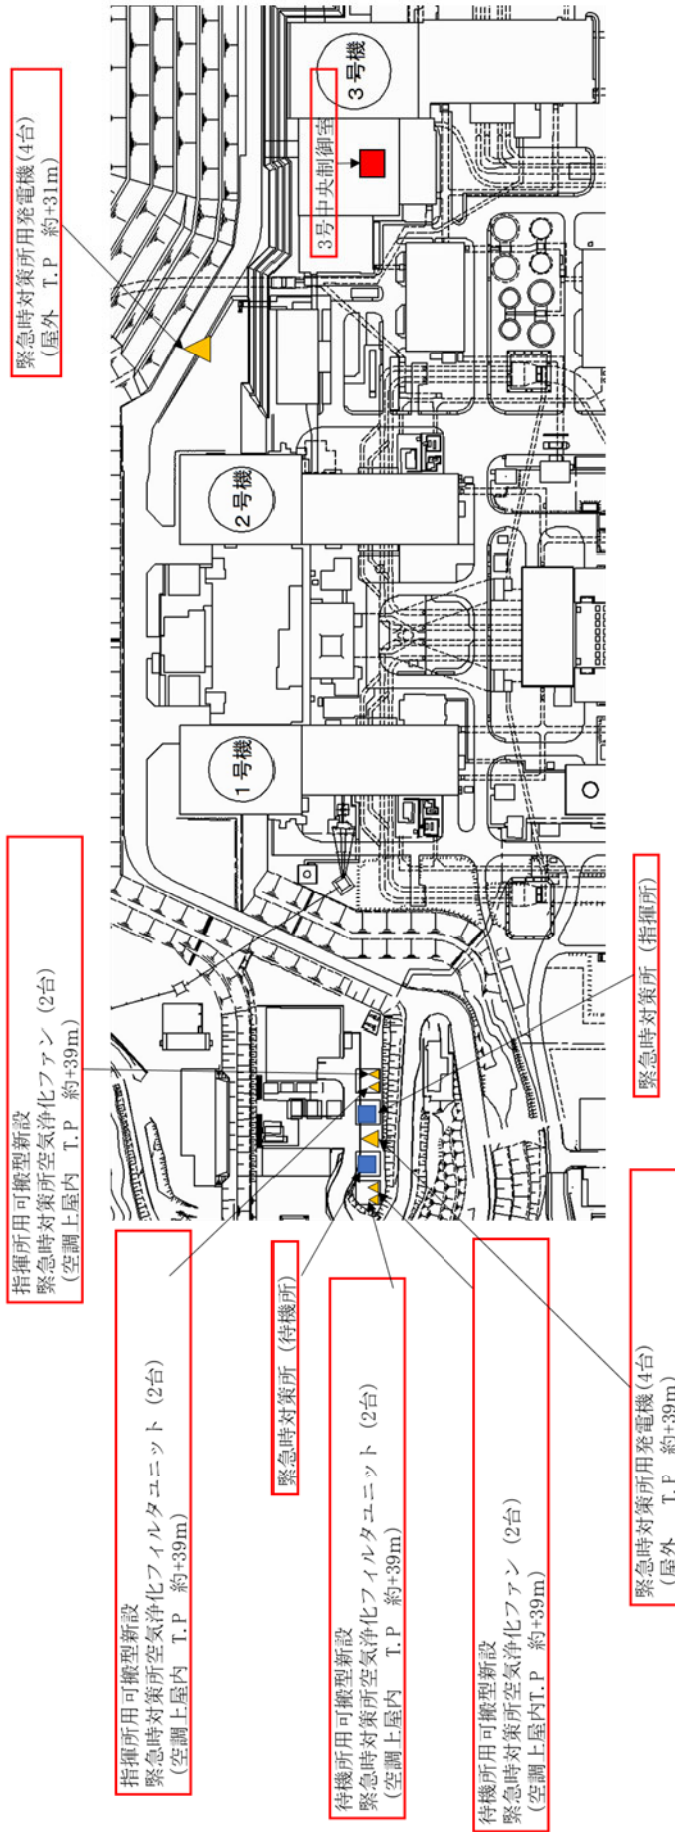 緊急時対策所用発電機(4台)
(屋外 T.P 約+31m)
3号機
3号中央制御室
2号機
1号機
指揮所用可搬型新設
緊急時対策所空気浄化ファン (2台)
(空調上屋内 T.P 約+39m)
緊急時対策所 (指揮所)
指揮所用可搬型新設
緊急時対策所空気浄化フィルタユニット (2台)
(空調上屋内 T.P 約+39m)
緊急時対策所 (待機所)
待機所用可搬型新設
緊急時対策所空気浄化フィルタユニット (2台)
(空調上屋内 T.P 約+39m)
待機所用可搬型新設
緊急時対策所空気浄化ファン (2台)
(空調上屋内T.P 約+39m)
緊急時対策所用発電機(4台)
(屋外 T.P 約+39m)